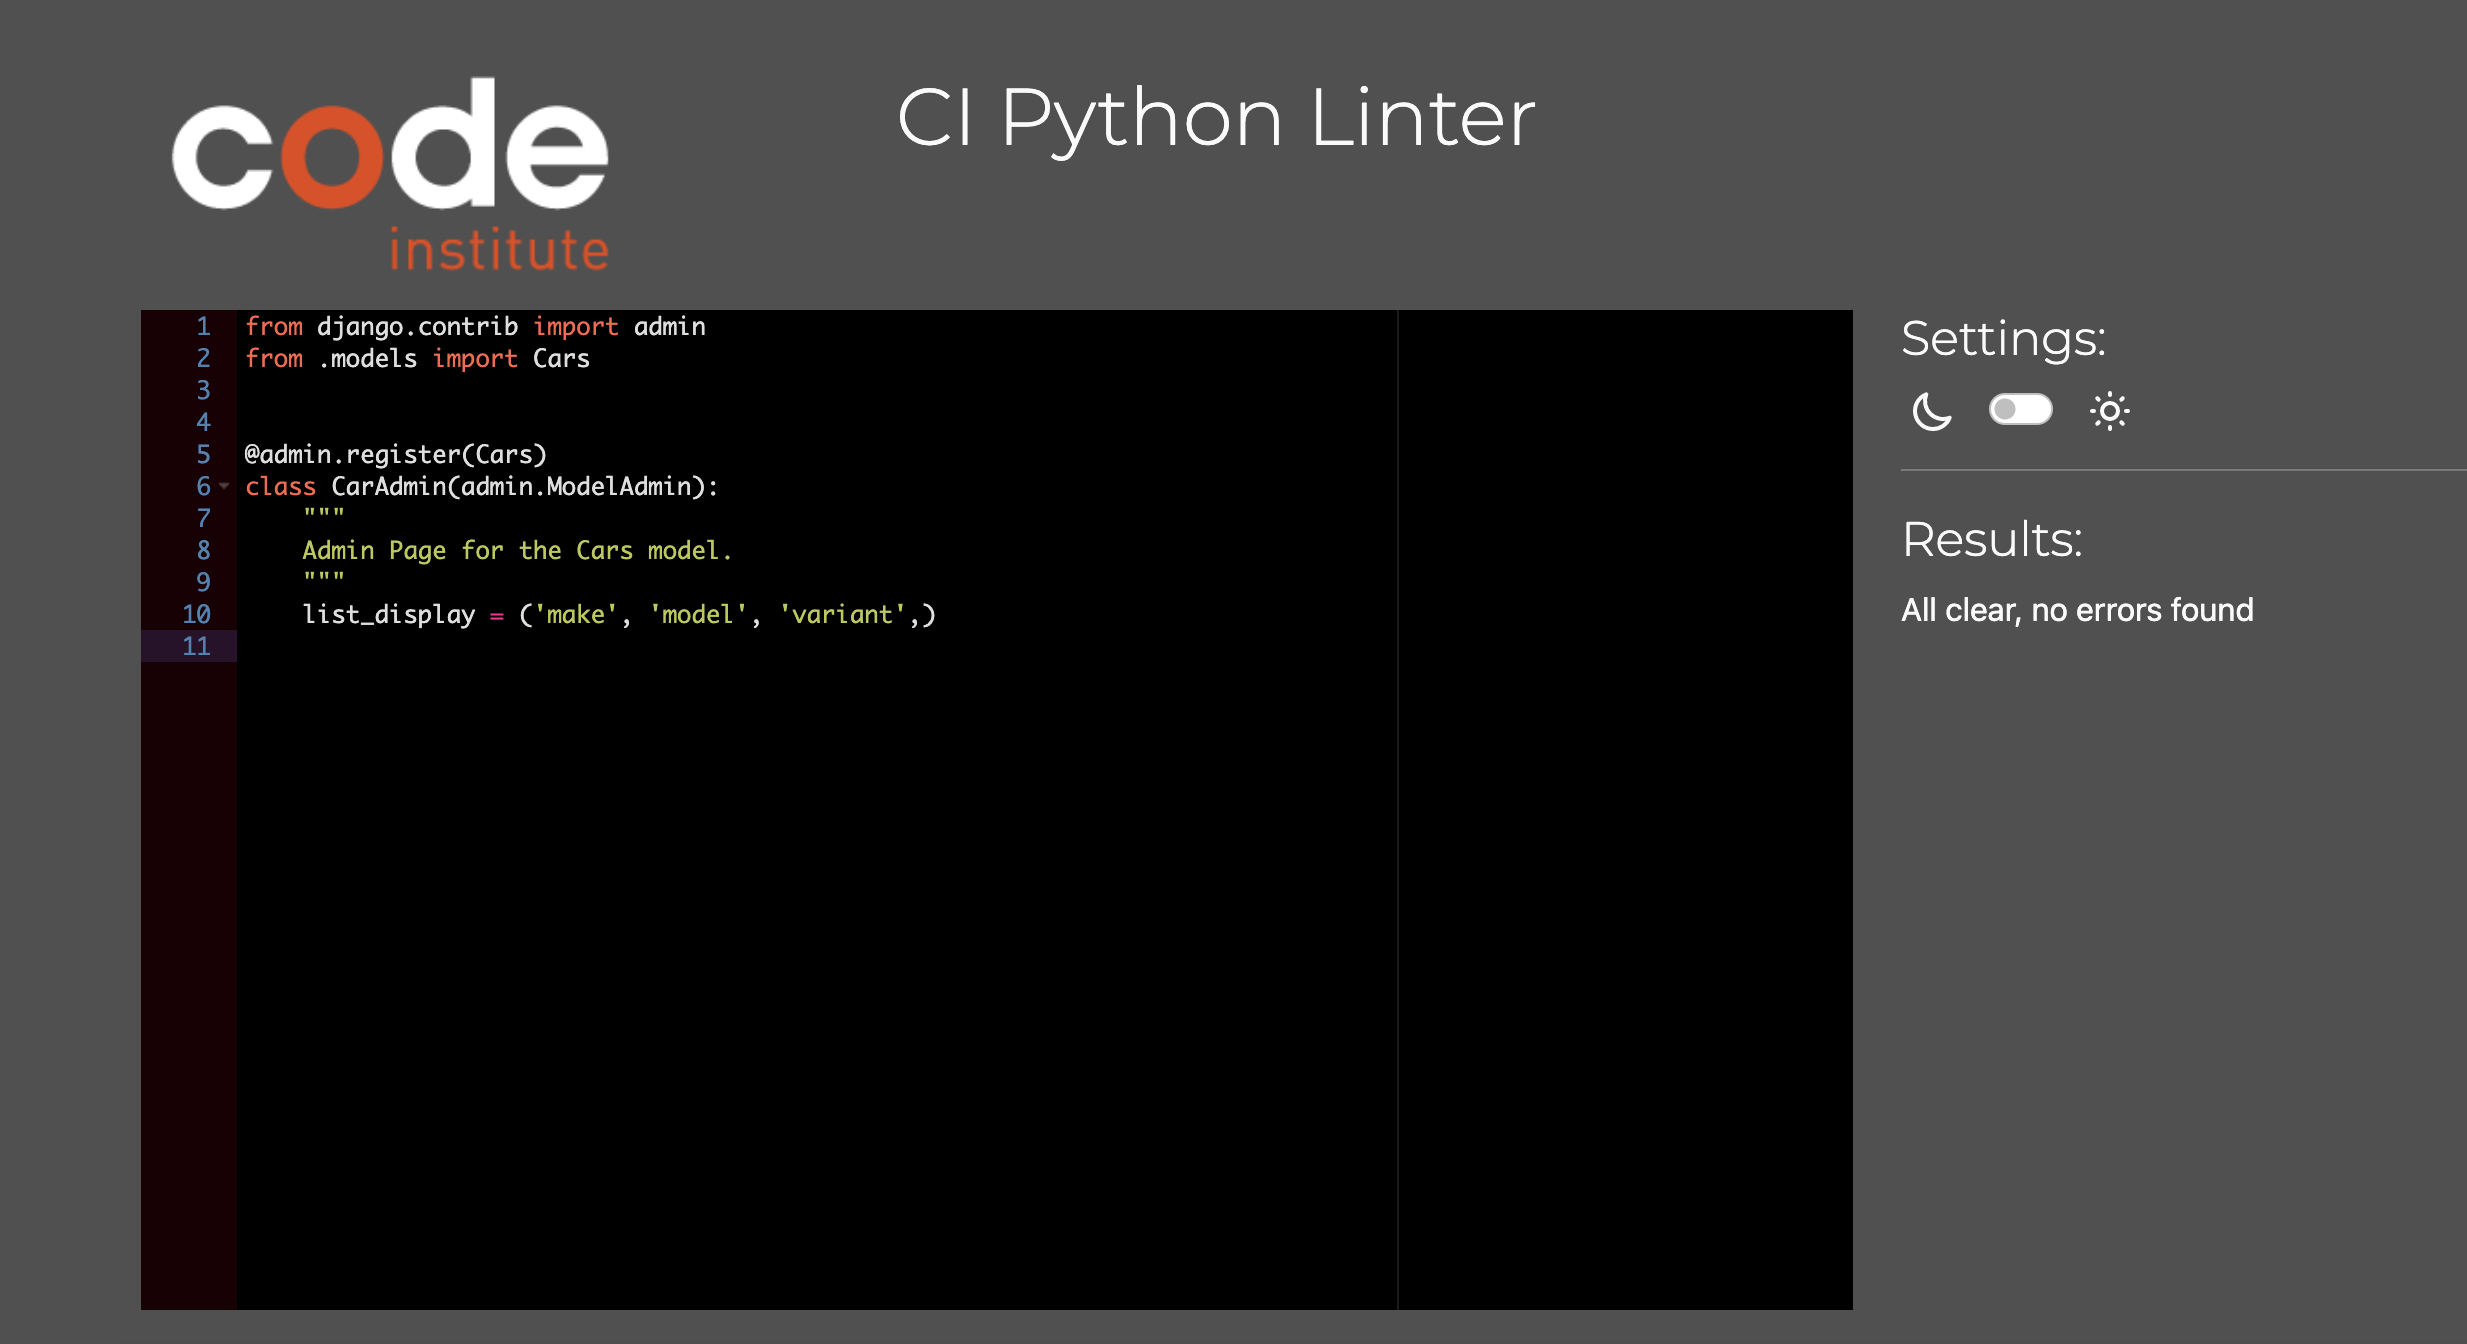 code
institute
CI Python Linter
1 from django.contrib import admin
2 from .models import Cars
3
4
5 @admin.register(Cars)
6 class CarAdmin(admin.ModelAdmin):
7     """
8     Admin Page for the Cars model.
9     """
10     list_display = ('make', 'model', 'variant',)
11
Settings:
Results:
All clear, no errors found